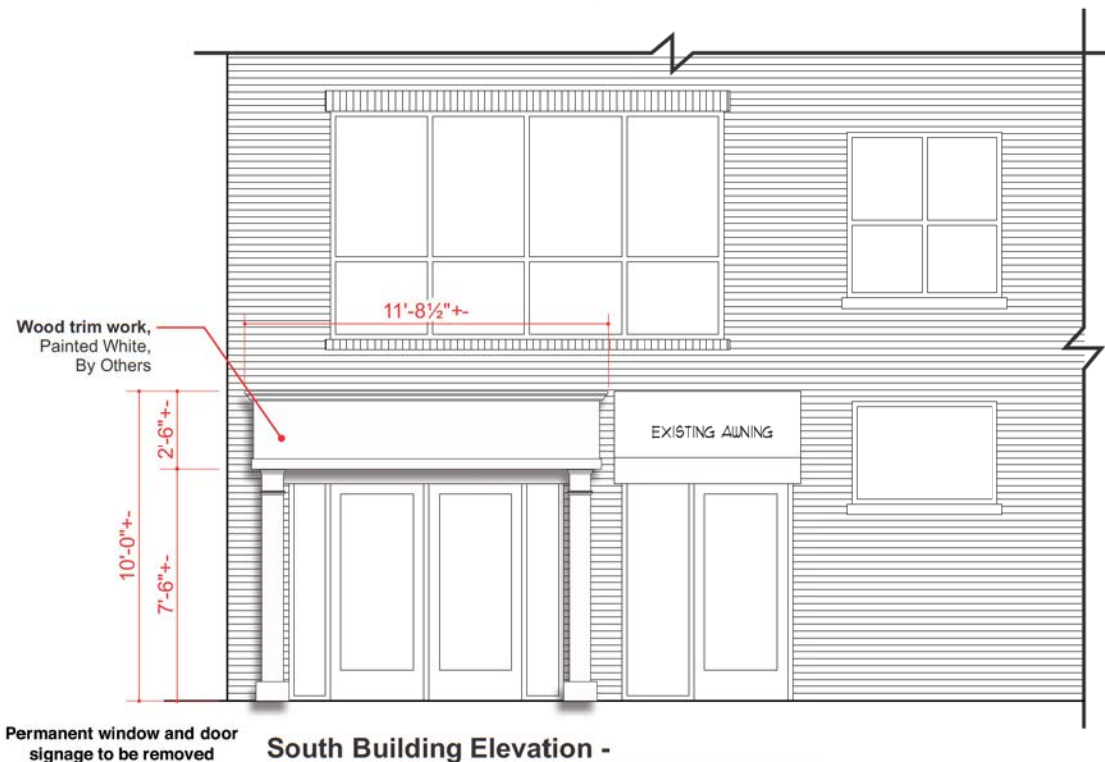 11'-8½"+-
Wood trim work,
Painted White,
By Others
2'-6"+-
EXISTING AWNING
10'-0"+-
7'-6"+-
Permanent window and door
signage to be removed
South Building Elevation -